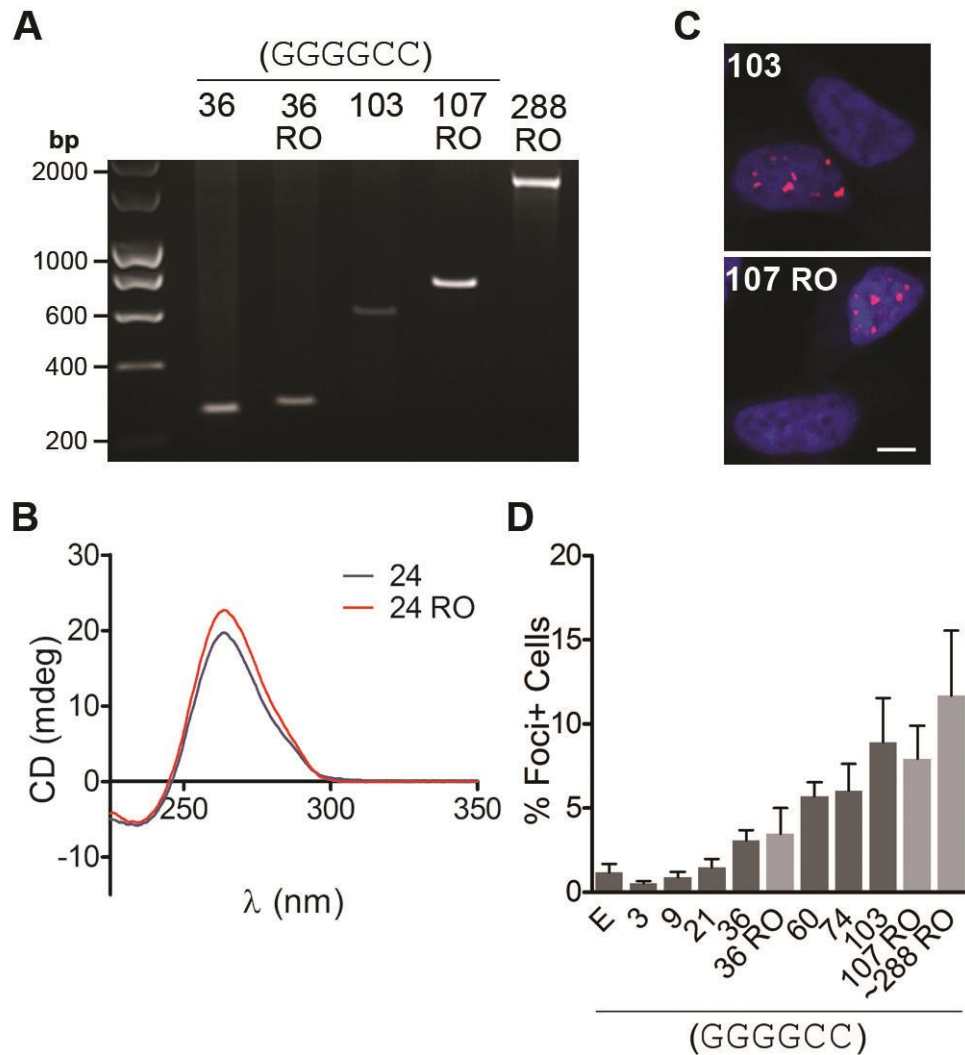 A
(GGGGCC)
36 36 103 107 288
RO RO RO
bp
2000
1000
600
400
200
C
103
107 RO
B
30
20
10
0
-10
250 300 350
CD (mdeg)
λ (nm)
24
24 RO
D
20
15
10
5
0
% Foci+ Cells
E 3 9 21 36 36 RO 60 74 103 107 RO ~288 RO
(GGGGCC)